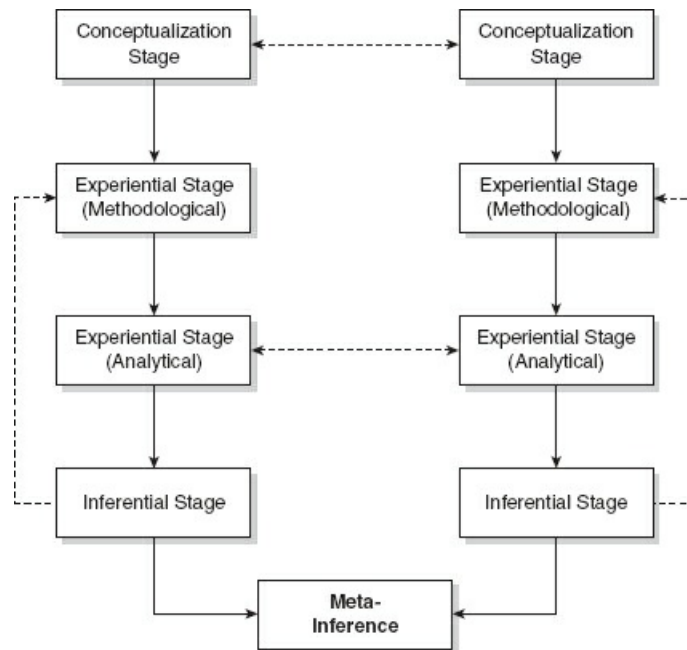 Conceptualization
Stage
Conceptualization
Stage
Experiential Stage
(Methodological)
Experiential Stage
(Methodological)
Experiential Stage
(Analytical)
Experiential Stage
(Analytical)
Inferential Stage
Inferential Stage
Meta-
Inference